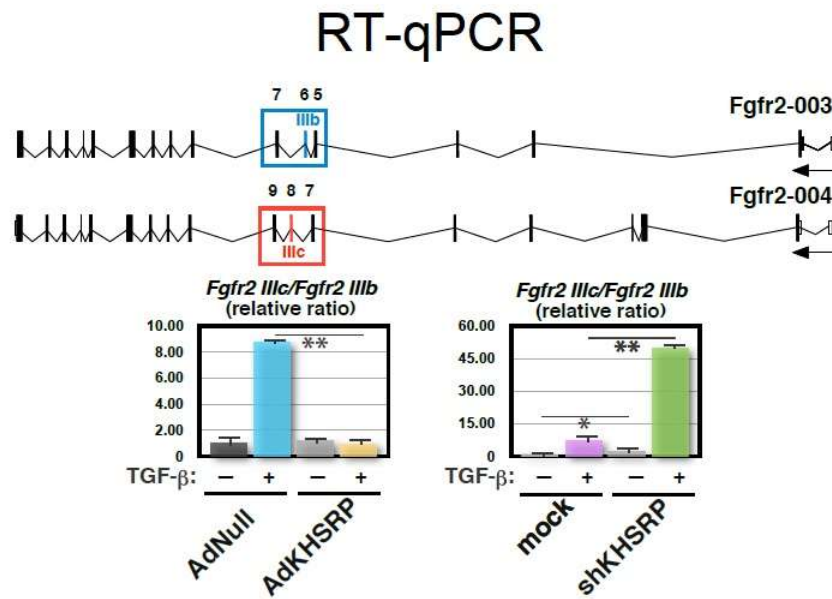 RT-qPCR
7 6 5
IIIb
Fgfr2-003
9 8 7
IIIc
Fgfr2-004
Fgfr2 IIIc/Fgfr2 IIIb
(relative ratio)
10.00
8.00
6.00
4.00
2.00
0
**
TGF-β: – + – +
AdNull
AdKHSRP
Fgfr2 IIIc/Fgfr2 IIIb
(relative ratio)
60.00
45.00
30.00
15.00
0
**
*
TGF-β: – + – +
mock
shKHSRP